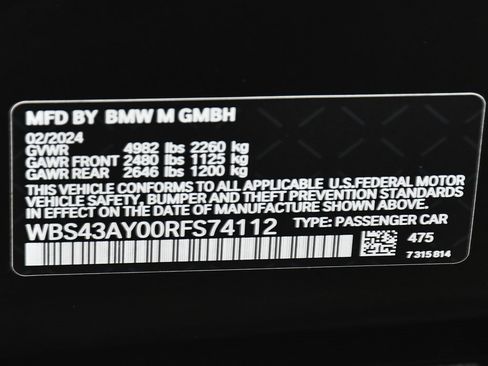 MFD BY BMW M GMBH
02/2024
GVWR 4982 lbs 2260 kg
GAWR FRONT 2480 lbs 1125 kg
GAWR REAR 2646 lbs 1200 kg
THIS VEHICLE CONFORMS TO ALL APPLICABLE U.S.FEDERAL MOTOR
VEHICLE SAFETY, BUMPER AND THEFT PREVENTION STANDARDS
IN EFFECT ON THE DATE OF MANUFACTURE SHOWN ABOVE.
WBS43AY00RFS74112 TYPE: PASSENGER CAR
475
7 315 814